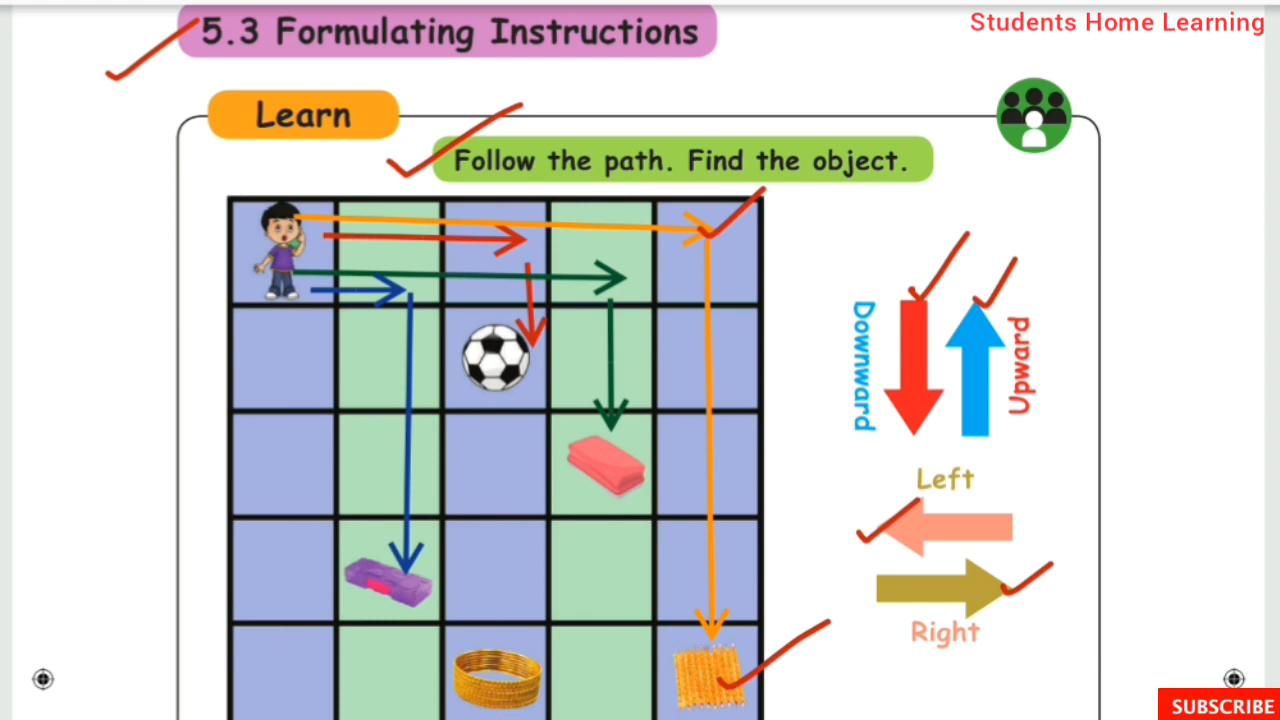 Students Home Learning
5.3 Formulating Instructions
Learn
Follow the path. Find the object.
Downward
Upward
Left
Right
SUBSCRIBE